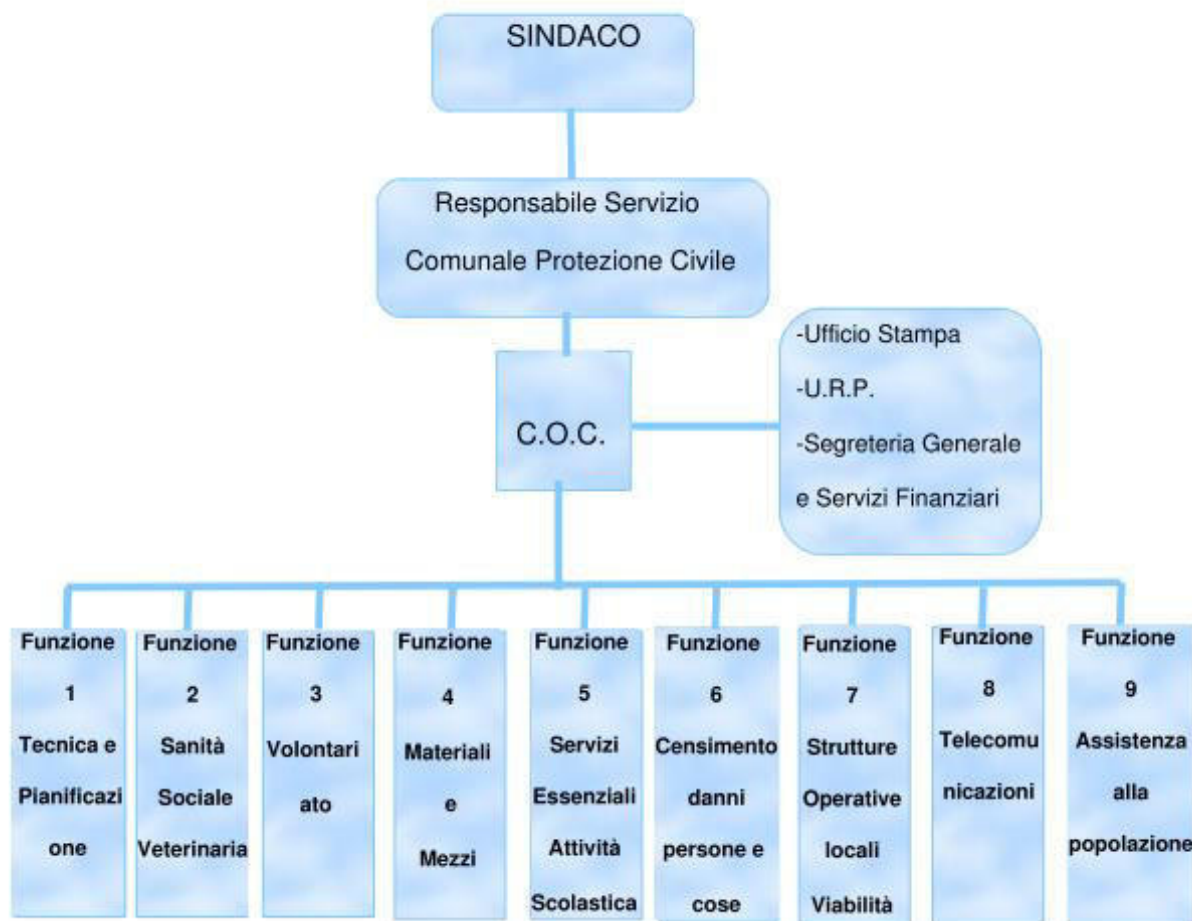 SINDACO
Responsabile Servizio
Comunale Protezione Civile
C.O.C.
-Ufficio Stampa
-U.R.P.
-Segreteria Generale
e Servizi Finanziari
Funzione
1
Tecnica e
Pianificazi
one
Funzione
2
Sanità
Sociale
Veterinaria
Funzione
3
Volontari
ato
Funzione
4
Materiali
e
Mezzi
Funzione
5
Servizi
Essenziali
Attività
Scolastica
Funzione
6
Censimento
danni
persone e
cose
Funzione
7
Strutture
Operative
locali
Viabilità
Funzione
8
Telecomu
nicazioni
Funzione
9
Assistenza
alla
popolazione